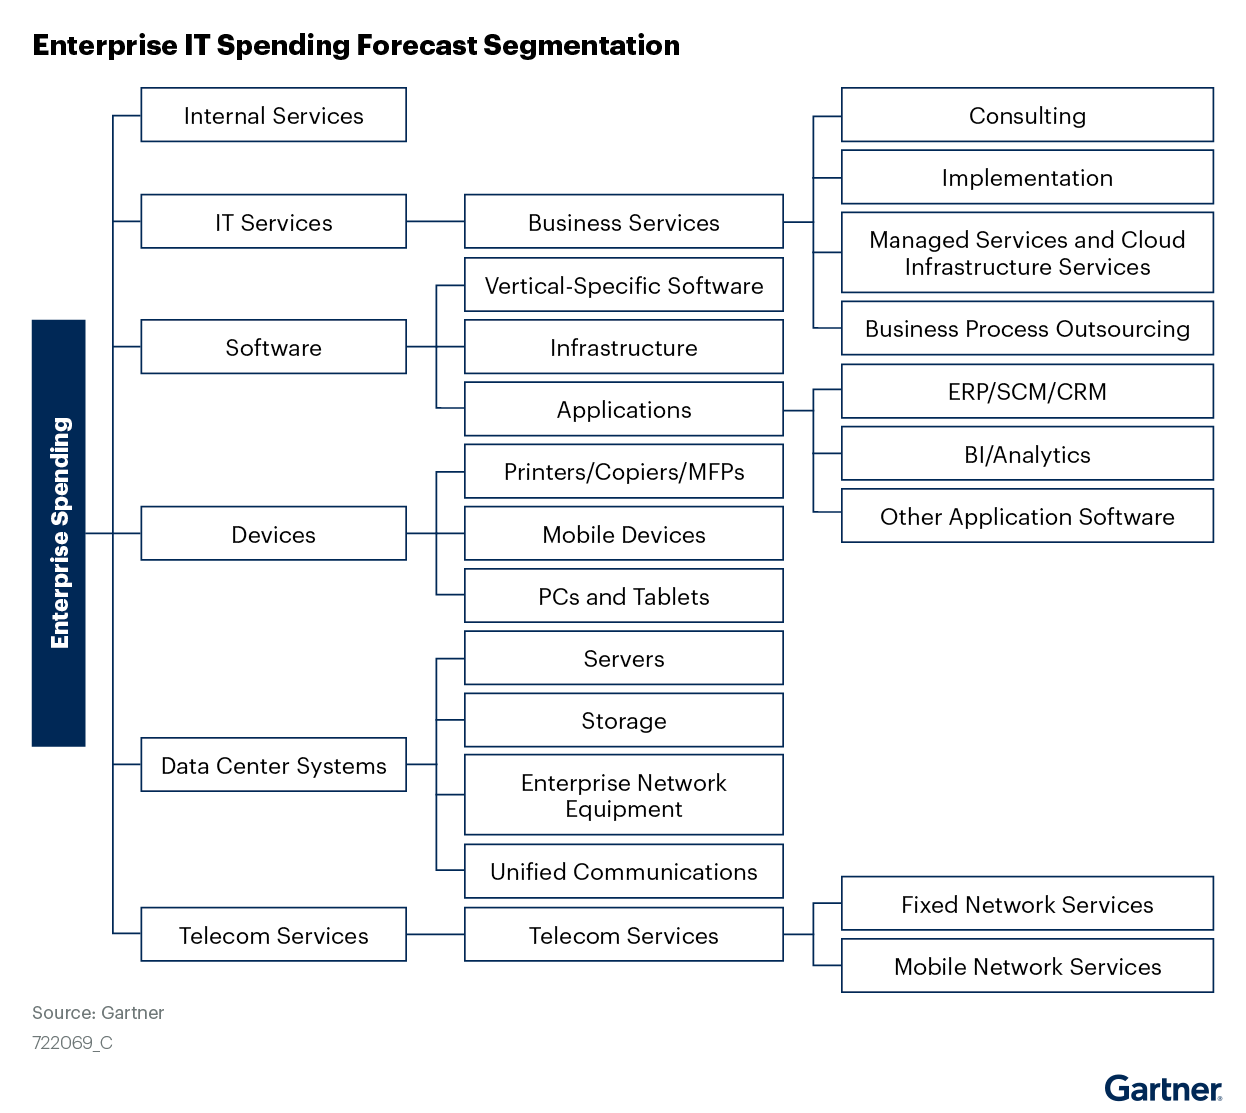 Enterprise IT Spending Forecast Segmentation
Enterprise Spending
Internal Services
IT Services
Business Services
Consulting
Implementation
Managed Services and Cloud
Infrastructure Services
Business Process Outsourcing
Software
Vertical-Specific Software
Infrastructure
Applications
ERP/SCM/CRM
BI/Analytics
Other Application Software
Devices
Printers/Copiers/MFPs
Mobile Devices
PCs and Tablets
Data Center Systems
Servers
Storage
Enterprise Network
Equipment
Unified Communications
Telecom Services
Telecom Services
Fixed Network Services
Mobile Network Services
Source: Gartner
722069_C
Gartner®